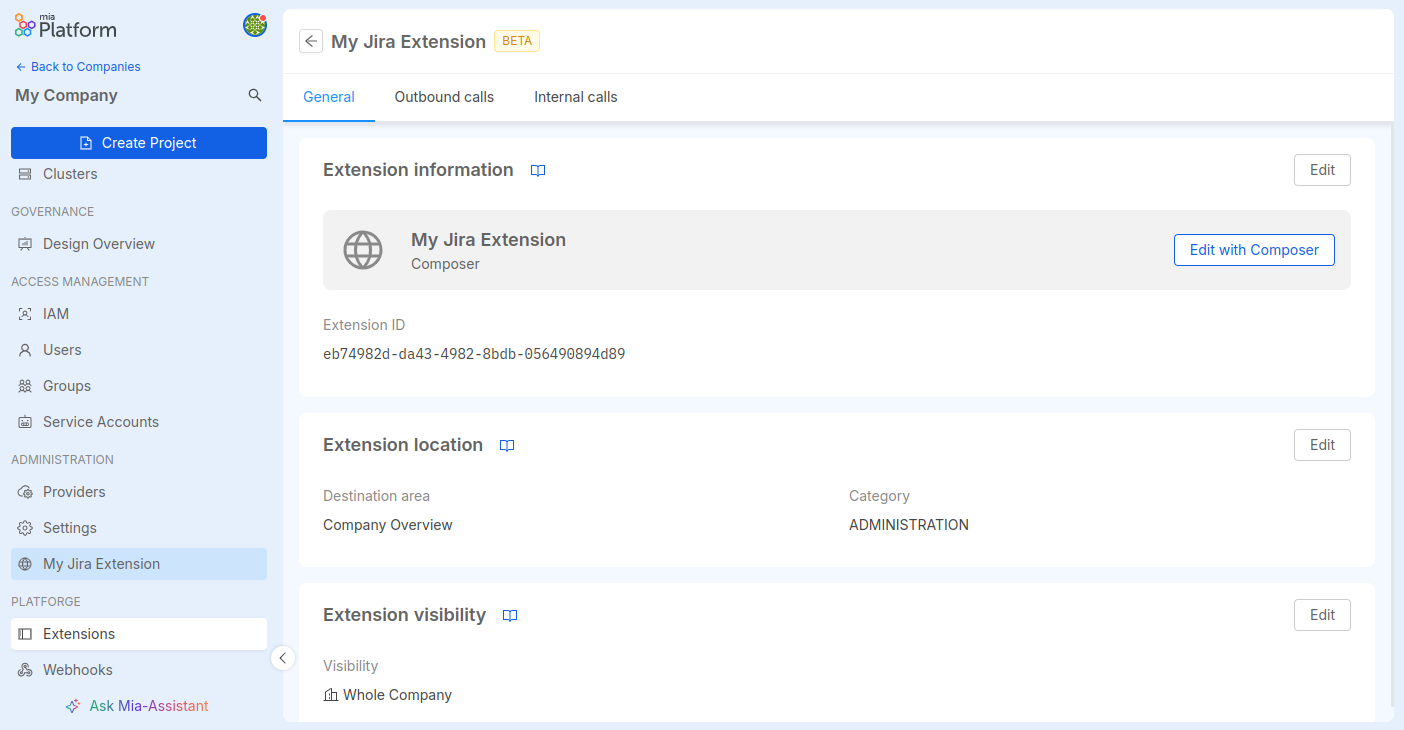 mia
Platform
Back to Companies
My Company
Create Project
Clusters
GOVERNANCE
Design Overview
ACCESS MANAGEMENT
IAM
Users
Groups
Service Accounts
ADMINISTRATION
Providers
Settings
My Jira Extension
PLATFORGE
Extensions
Webhooks
Ask Mia-Assistant
My Jira Extension BETA
General Outbound calls Internal calls
Extension information Edit
My Jira Extension
Composer
Edit with Composer
Extension ID
eb74982d-da43-4982-8bdb-056490894d89
Extension location Edit
Destination area Category
Company Overview ADMINISTRATION
Extension visibility Edit
Visibility
Whole Company